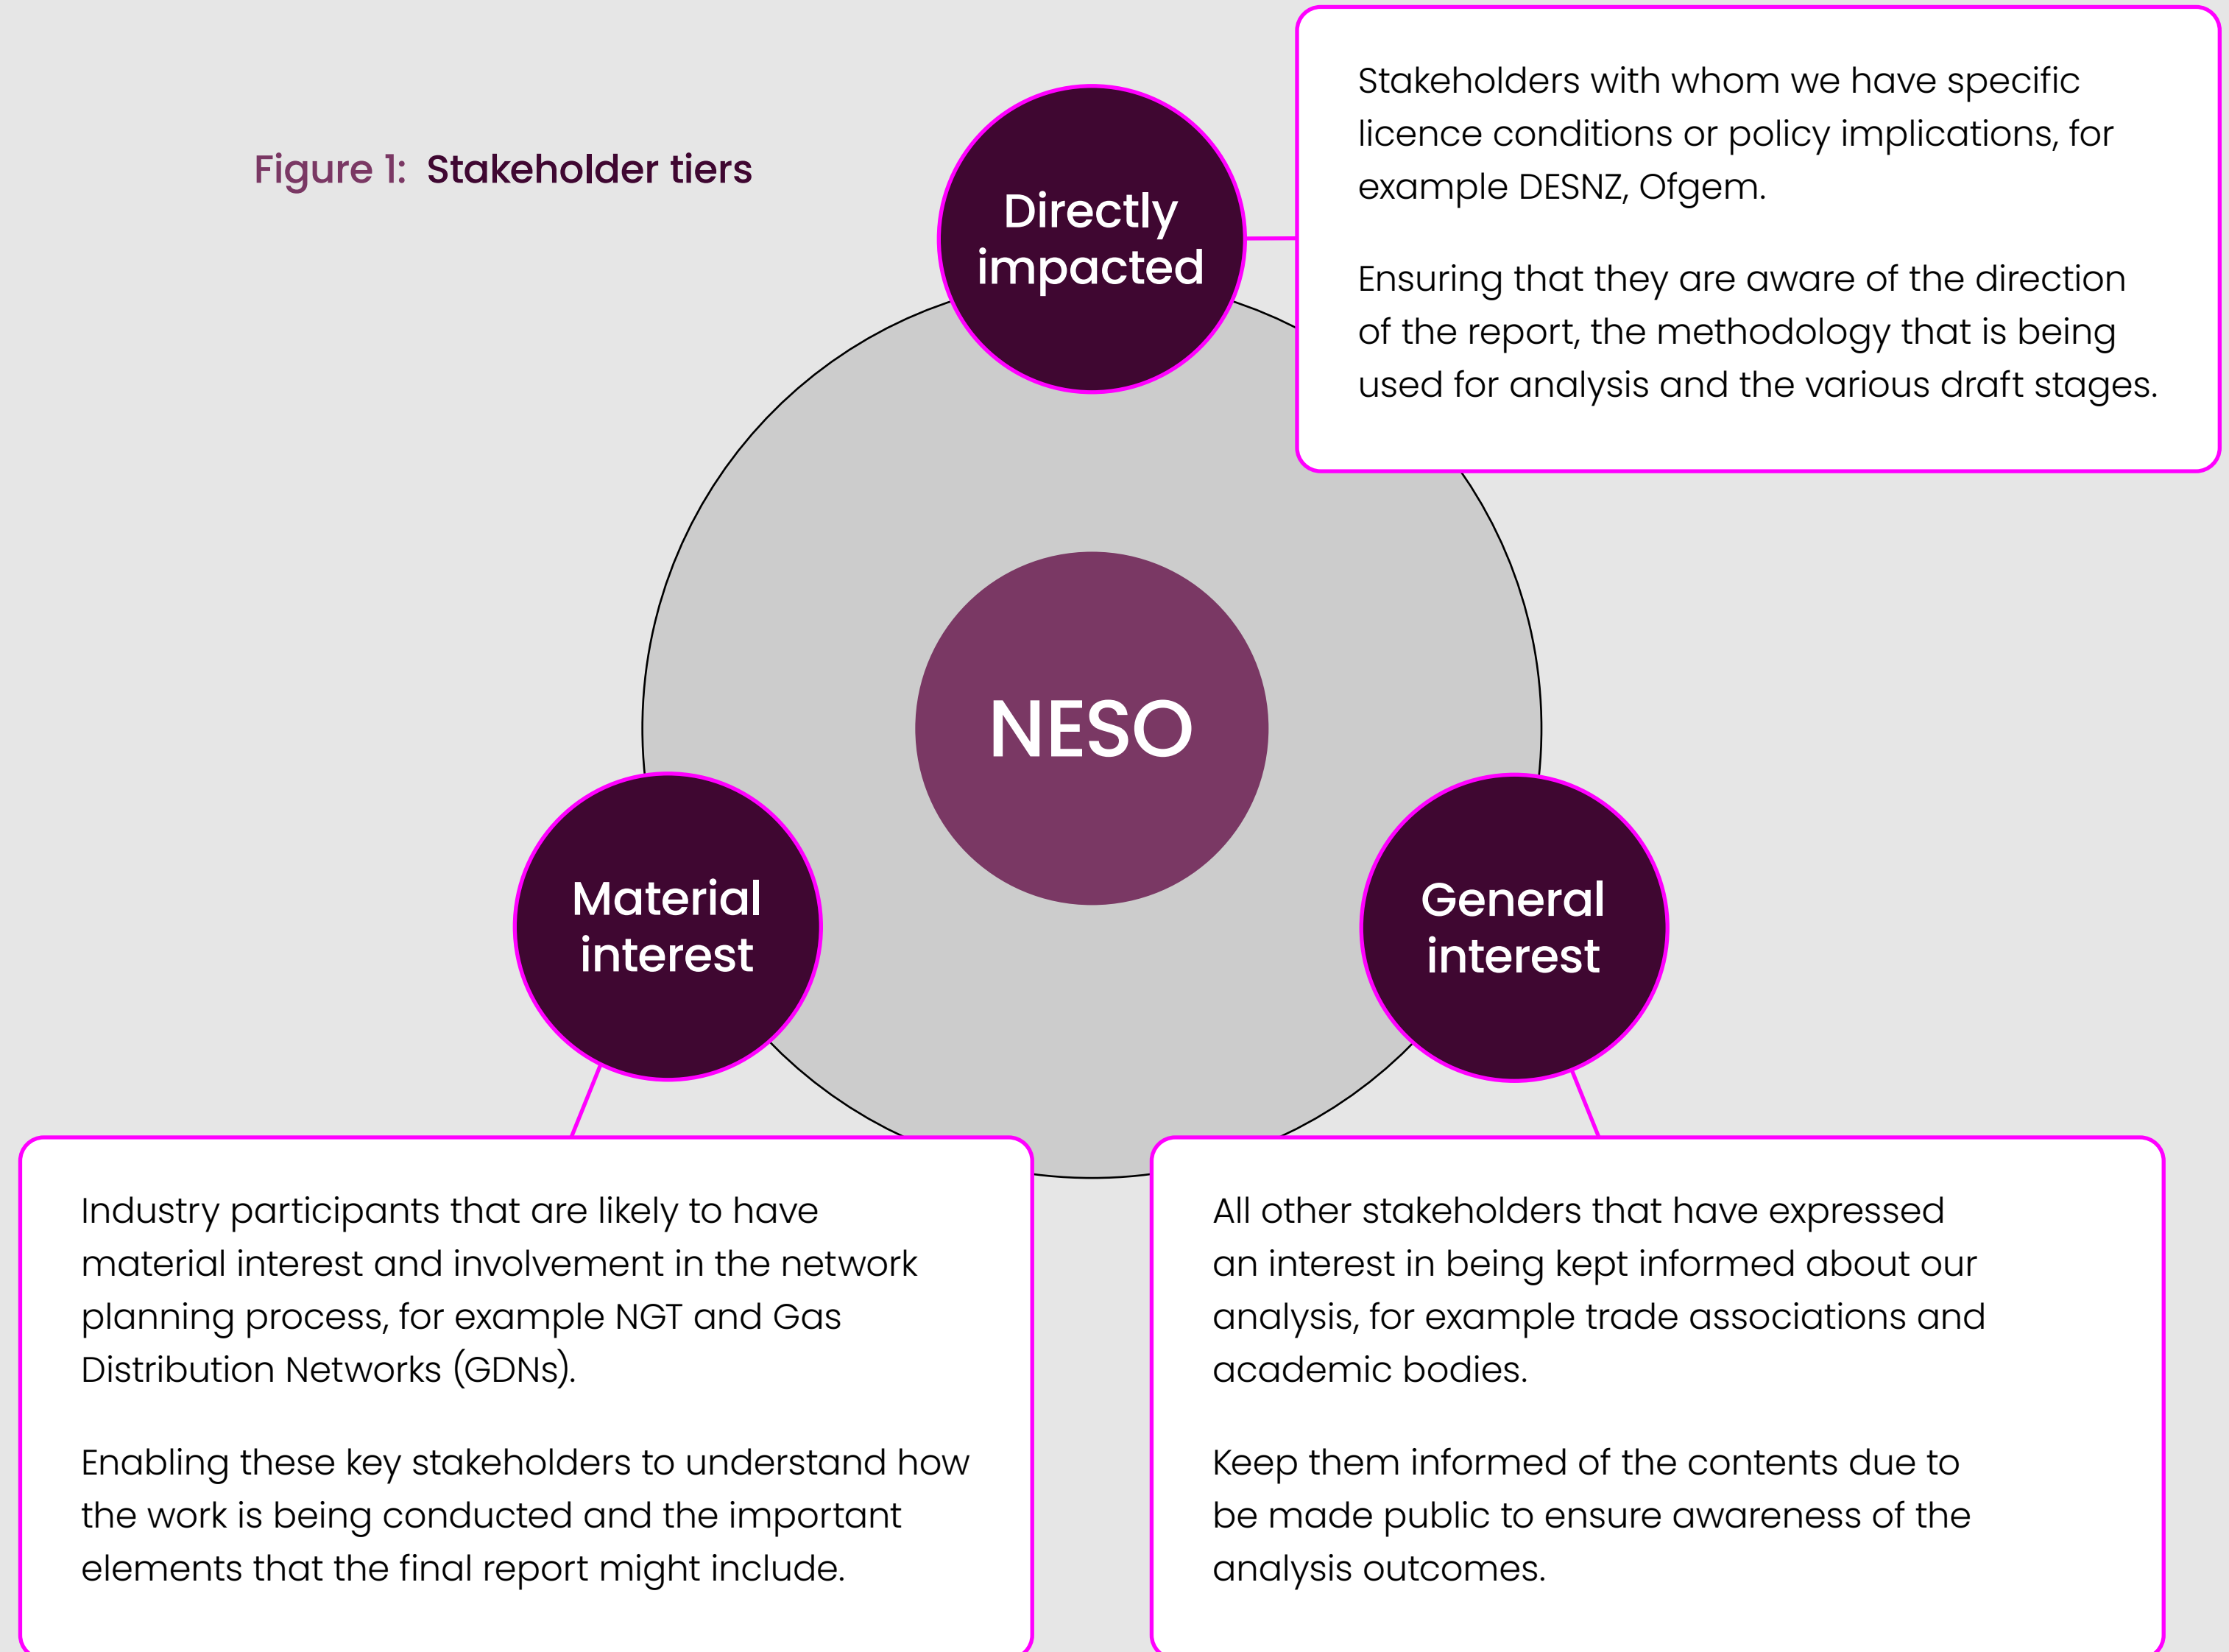 Figure 1: Stakeholder tiers
Directly
impacted
Stakeholders with whom we have specific
licence conditions or policy implications, for
example DESNZ, Ofgem.
Ensuring that they are aware of the direction
of the report, the methodology that is being
used for analysis and the various draft stages.
NESO
Material
interest
General
interest
Industry participants that are likely to have
material interest and involvement in the network
planning process, for example NGT and Gas
Distribution Networks (GDNs).
Enabling these key stakeholders to understand how
the work is being conducted and the important
elements that the final report might include.
All other stakeholders that have expressed
an interest in being kept informed about our
analysis, for example trade associations and
academic bodies.
Keep them informed of the contents due to
be made public to ensure awareness of the
analysis outcomes.